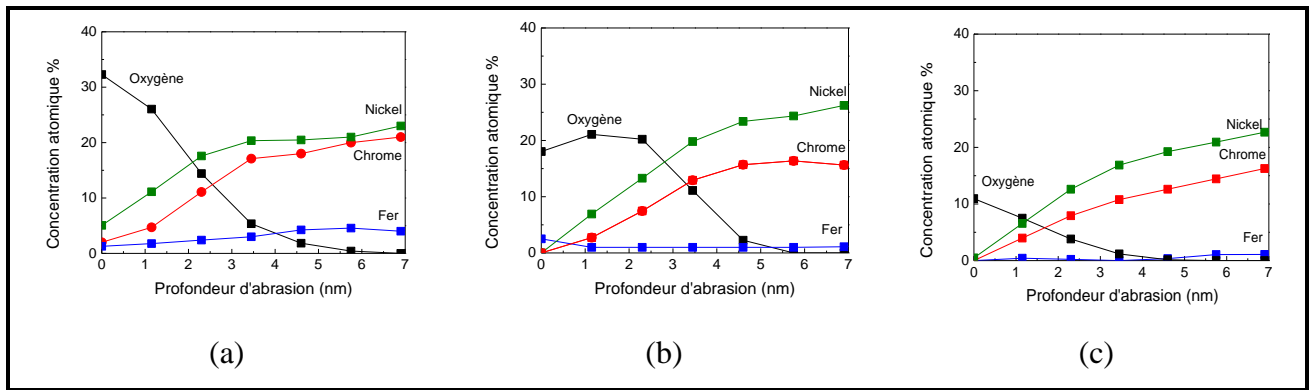 40
30
20
10
0
Concentration atomique %
Oxygène
Nickel
Chrome
Fer
0 1 2 3 4 5 6 7
Profondeur d'abrasion (nm)
(a)
40
30
20
10
0
Concentration atomique %
Oxygène
Nickel
Chrome
Fer
0 1 2 3 4 5 6 7
Profondeur d'abrasion (nm)
(b)
40
30
20
10
0
Concentration atomique %
Oxygène
Nickel
Chrome
Fer
0 1 2 3 4 5 6 7
Profondeur d'abrasion (nm)
(c)